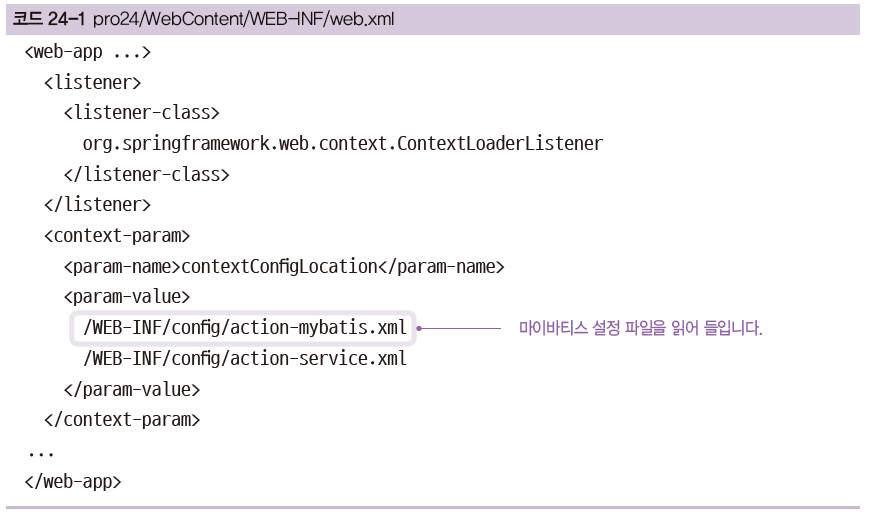 코드 24-1 pro24/WebContent/WEB-INF/web.xml
<web-app ...>
<listener>
<listener-class>
org.springframework.web.context.ContextLoaderListener
</listener-class>
</listener>
<context-param>
<param-name>contextConfigLocation</param-name>
<param-value>
/WEB-INF/config/action-mybatis.xml 마이바티스 설정 파일을 읽어 들입니다.
/WEB-INF/config/action-service.xml
</param-value>
</context-param>
...
</web-app>